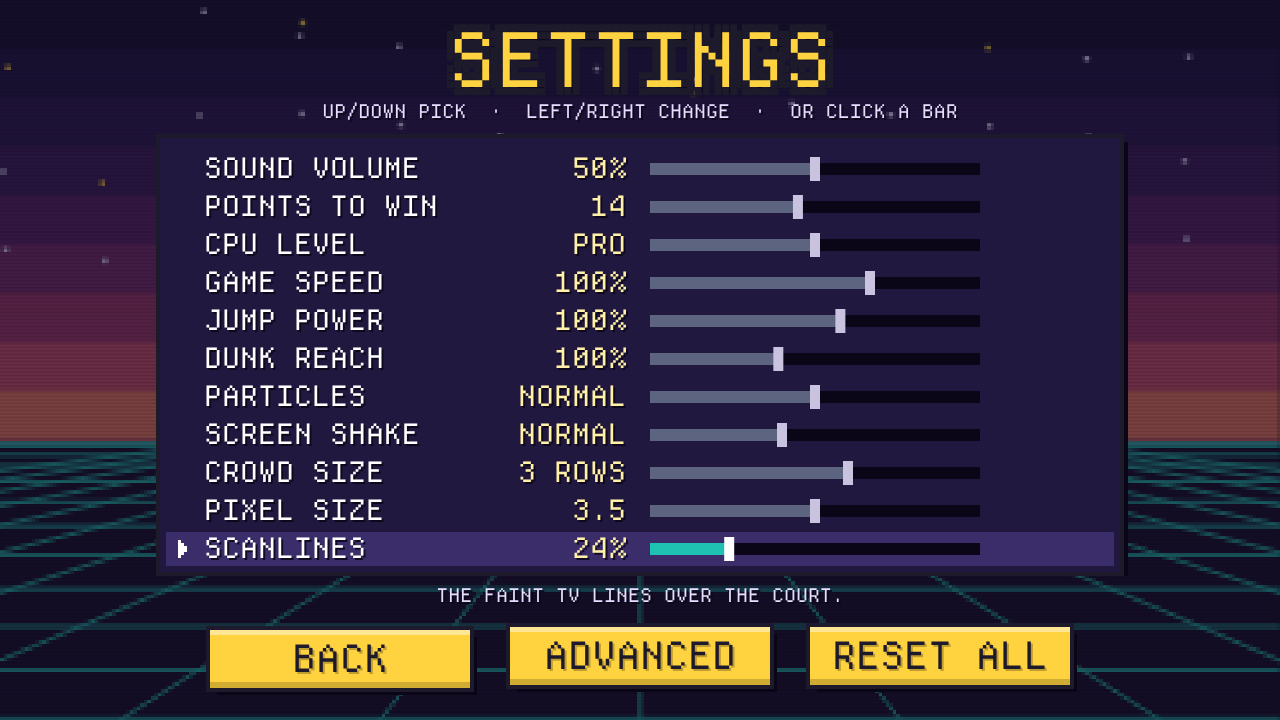 SETTINGS
UP/DOWN PICK · LEFT/RIGHT CHANGE · OR CLICK A BAR
SOUND VOLUME 50%
POINTS TO WIN 14
CPU LEVEL PRO
GAME SPEED 100%
JUMP POWER 100%
DUNK REACH 100%
PARTICLES NORMAL
SCREEN SHAKE NORMAL
CROWD SIZE 3 ROWS
PIXEL SIZE 3.5
SCANLINES 24%
THE FAINT TV LINES OVER THE COURT.
BACK ADVANCED RESET ALL